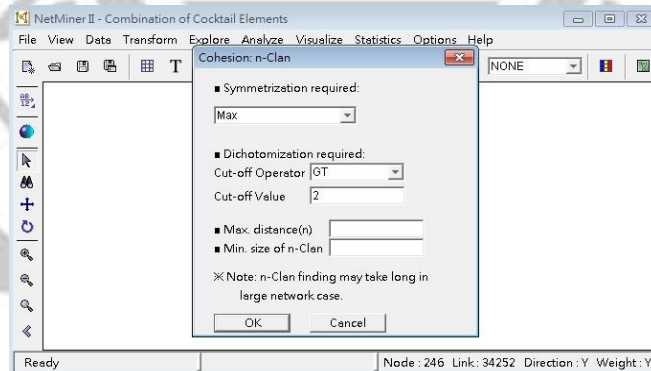 NetMiner II - Combination of Cocktail Elements
File View Data Transform Explore Analyze Visualize Statistics Options Help
T
NONE
Cohesion: n-Clan
■ Symmetrization required:
Max
■ Dichotomization required:
Cut-off Operator GT
Cut-off Value 2
■ Max. distance(n)
■ Min. size of n-Clan
※ Note: n-Clan finding may take long in
large network case.
OK Cancel
Ready
Node : 246 Link : 34252 Direction : Y Weight : Y